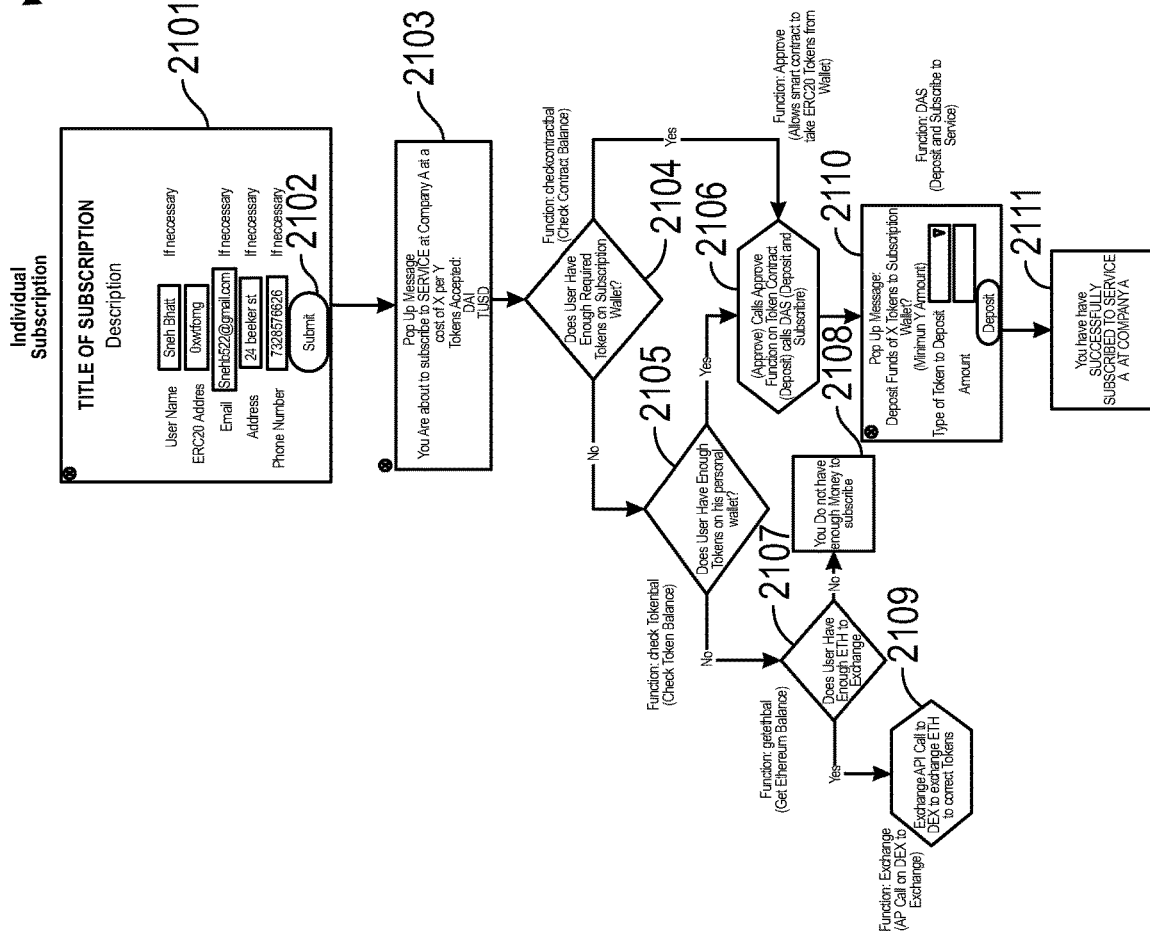 Individual
Subscription
2101
TITLE OF SUBSCRIPTION
Description
User Name
Sneh Bhatt
If neccessary
ERC20 Addres
0xwtfomg
Email
Snehb522@gmail.com
If neccessary
Address
24 beeker st
If neccessary
Phone Number
7328576626
If neccessary
2102
Submit
2103
Pop Up Message
You Are about to subscribe to SERVICE at Company A at a
cost of X per Y
Tokens Accepted:
DAI
TUSD
Function: checkcontractbal
(Check Contract Balance)
Does User Have
Enough Required
Tokens on Subscription
Wallet?
2104
No
Yes
2105
Function: check Tokenbal
(Check Token Balance)
Does User Have Enough
Tokens on his personal
wallet?
No
Yes
2106
(Approve) Calls Approve
Function on Token Contract
(Deposit) calls DAS (Deposit and
Subscribre)
Function: Approve
(Allows smart contract to
take ERC20 Tokens from
Wallet)
Function: getethbal
(Get Ethereum Balance)
2107
Does User Have
Enough ETH to
Exchange
Yes
No
2108
You Do not have
enough Money to
subscribe
2109
Function: Exchange
(AP Call on DEX to
Exchange)
Exchange API Call to
DEX to exchange ETH
to correct Tokens
2110
Function: DAS
(Deposit and Subscribe to
Service)
Pop Up Message:
Deposit Funds of X Tokens to Subscription
Wallet?
(Minimun Y Amount)
Type of Token to Deposit
Amount
Deposit
2111
You have have
SUCCESSFULLY
SUBSCRIBED TO SERVICE
A AT COMPANY A